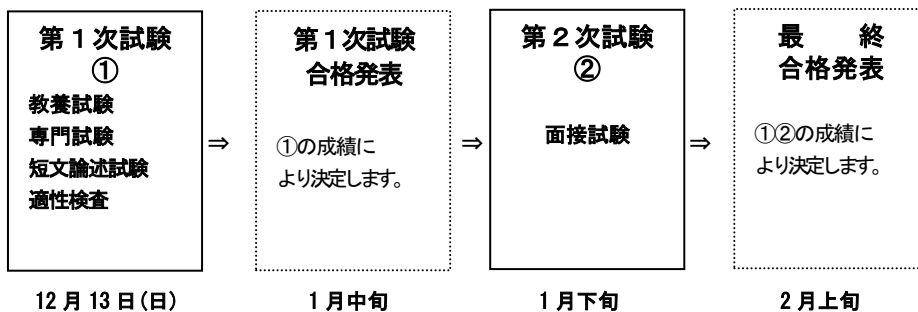 第1次試験
①
教養試験
専門試験
短文論述試験
適性検査
⇒
第1次試験
合格発表
①の成績に
より決定します。
⇒
第2次試験
②
面接試験
⇒
最 終
合格発表
①②の成績に
より決定します。
12月13日(日)
1月中旬
1月下旬
2月上旬